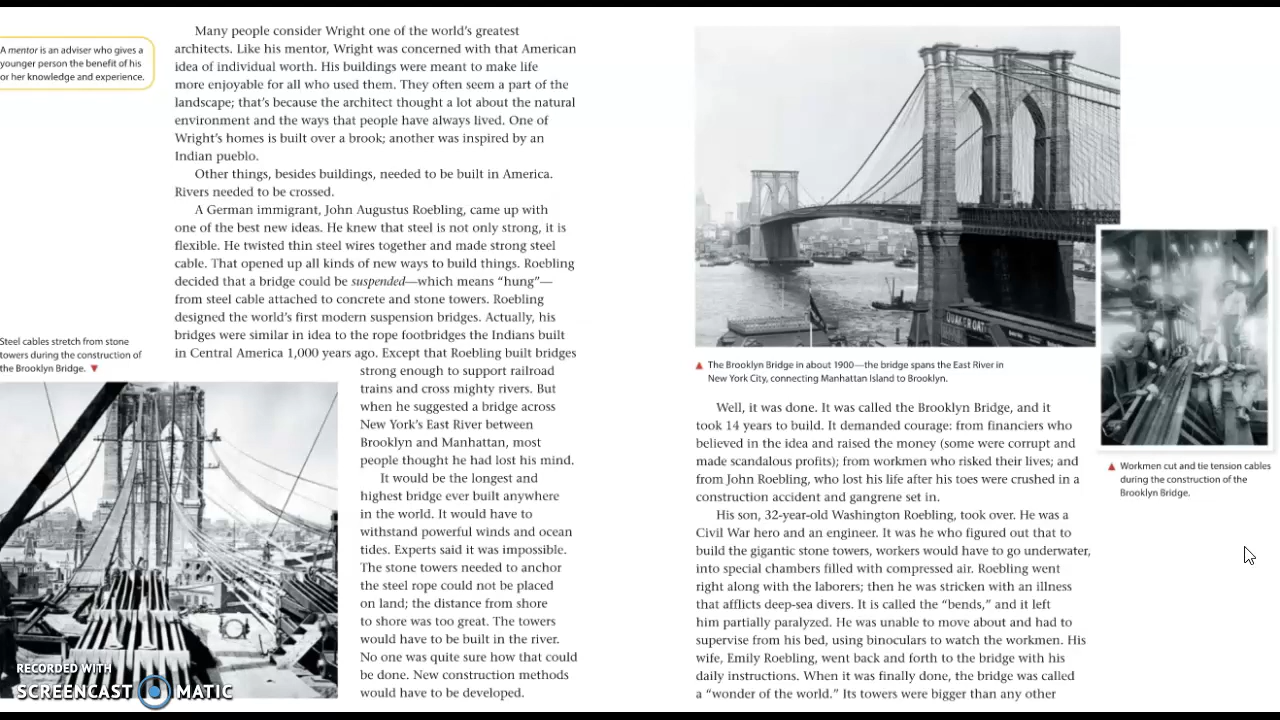 A mentor is an adviser who gives a
younger person the benefit of his
or her knowledge and experience.
Many people consider Wright one of the world's greatest
architects. Like his mentor, Wright was concerned with that American
idea of individual worth. His buildings were meant to make life
more enjoyable for all who used them. They often seem a part of the
landscape; that's because the architect thought a lot about the natural
environment and the ways that people have always lived. One of
Wright's homes is built over a brook; another was inspired by an
Indian pueblo.
Other things, besides buildings, needed to be built in America.
Rivers needed to be crossed.
A German immigrant, John Augustus Roebling, came up with
one of the best new ideas. He knew that steel is not only strong, it is
flexible. He twisted thin steel wires together and made strong steel
cable. That opened up all kinds of new ways to build things. Roebling
decided that a bridge could be suspended—which means “hung”—
from steel cable attached to concrete and stone towers. Roebling
designed the world's first modern suspension bridges. Actually, his
bridges were similar in idea to the rope footbridges the Indians built
in Central America 1,000 years ago. Except that Roebling built bridges
strong enough to support railroad
trains and cross mighty rivers. But
when he suggested a bridge across
New York's East River between
Brooklyn and Manhattan, most
people thought he had lost his mind.
It would be the longest and
highest bridge ever built anywhere
in the world. It would have to
withstand powerful winds and ocean
tides. Experts said it was impossible.
The stone towers needed to anchor
the steel rope could not be placed
on land; the distance from shore
to shore was too great. The towers
would have to be built in the river.
No one was quite sure how that could
be done. New construction methods
would have to be developed.
Steel cables stretch from stone
towers during the construction of
the Brooklyn Bridge. ▼
RECORDED WITH
SCREENCAST MATIC
QUAKER OAT
▲ The Brooklyn Bridge in about 1900—the bridge spans the East River in
New York City, connecting Manhattan Island to Brooklyn.
Well, it was done. It was called the Brooklyn Bridge, and it
took 14 years to build. It demanded courage: from financiers who
believed in the idea and raised the money (some were corrupt and
made scandalous profits); from workmen who risked their lives; and
from John Roebling, who lost his life after his toes were crushed in a
construction accident and gangrene set in.
His son, 32-year-old Washington Roebling, took over. He was a
Civil War hero and an engineer. It was he who figured out that to
build the gigantic stone towers, workers would have to go underwater,
into special chambers filled with compressed air. Roebling went
right along with the laborers; then he was stricken with an illness
that afflicts deep-sea divers. It is called the “bends,” and it left
him partially paralyzed. He was unable to move about and had to
supervise from his bed, using binoculars to watch the workmen. His
wife, Emily Roebling, went back and forth to the bridge with his
daily instructions. When it was finally done, the bridge was called
a “wonder of the world.” Its towers were bigger than any other
▲ Workmen cut and tie tension cables
during the construction of the
Brooklyn Bridge.